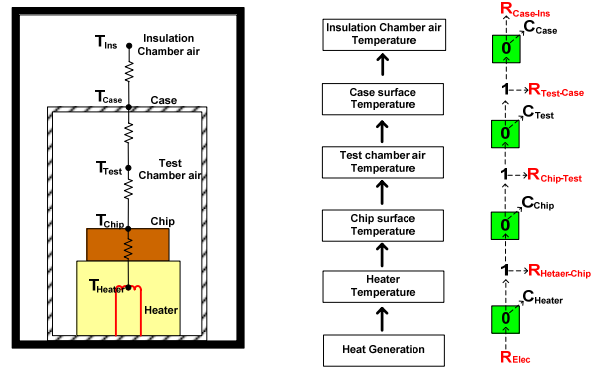 TIns
Insulation
Chamber air
TCase
Case
TTest
Test
Chamber air
TChip
Chip
THeater
Heater
Insulation Chamber air
Temperature
Case surface
Temperature
Test chamber air
Temperature
Chip surface
Temperature
Heater
Temperature
Heat Generation
RCase-Ins
CCase
0
1
RTest-Case
CTest
0
1
RChip-Test
CChip
0
1
RHetaer-Chip
CHeater
0
RElec